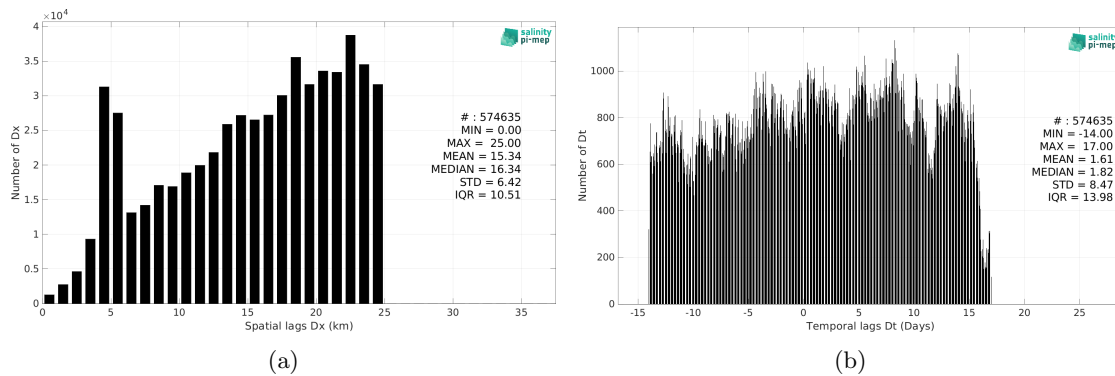 ×10⁴
4
3.5
3
2.5
2
1.5
1
0.5
0
0 5 10 15 20 25 30 35
Number of Dx
Spatial lags Dx (km)
salinity
pi-mep
# : 574635
MIN = 0.00
MAX = 25.00
MEAN = 15.34
MEDIAN = 16.34
STD = 6.42
IQR = 10.51
(a)
1000
800
600
400
200
0
-15 -10 -5 0 5 10 15 20 25
Number of Dt
Temporal lags Dt (Days)
salinity
pi-mep
# : 574635
MIN = -14.00
MAX = 17.00
MEAN = 1.61
MEDIAN = 1.82
STD = 8.47
IQR = 13.98
(b)